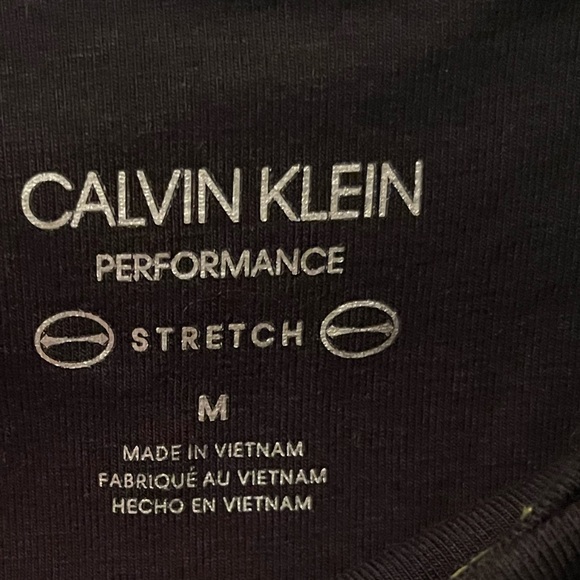 CALVIN KLEIN
PERFORMANCE
STRETCH
M
MADE IN VIETNAM
FABRIQUÉ AU VIETNAM
HECHO EN VIETNAM